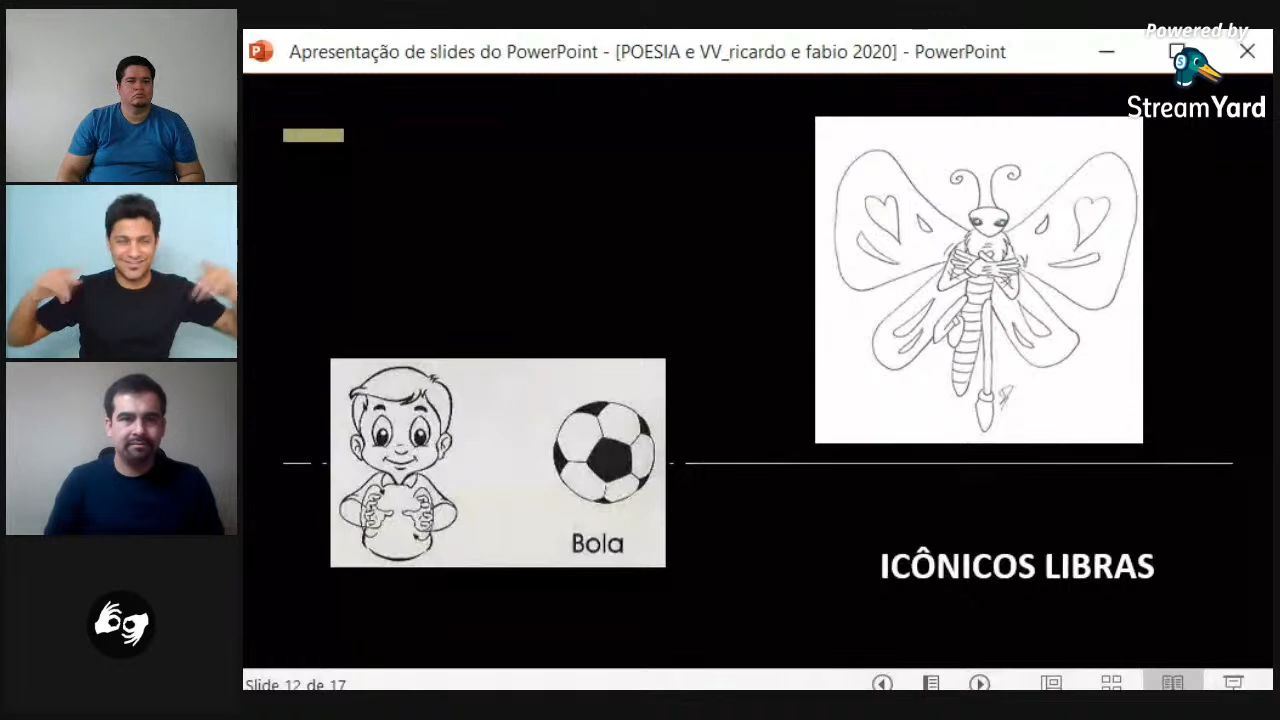 Apresentação de slides do PowerPoint - [POESIA e VV_ricardo e fabio 2020] - PowerPoint
Powered by
StreamYard
Bola
ICÔNICOS LIBRAS
Slide 12 de 17